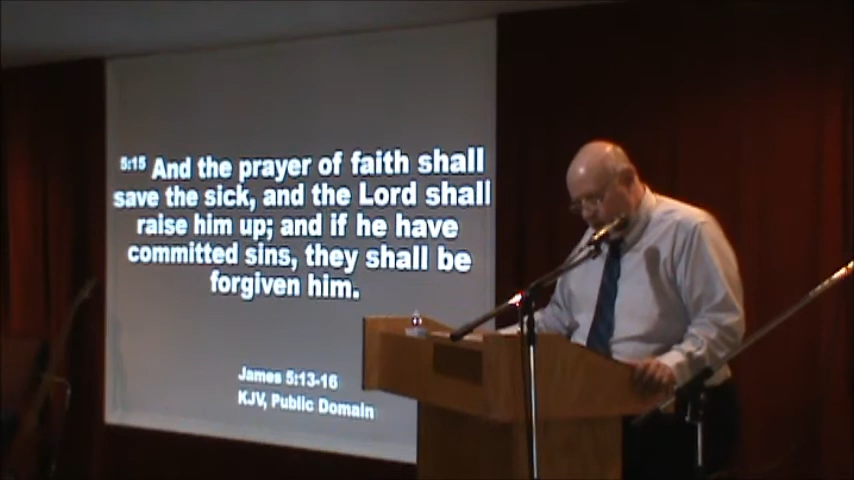 5:15 And the prayer of faith shall
save the sick, and the Lord shall
raise him up; and if he have
committed sins, they shall be
forgiven him.
James 5:13-16
KJV, Public Domain